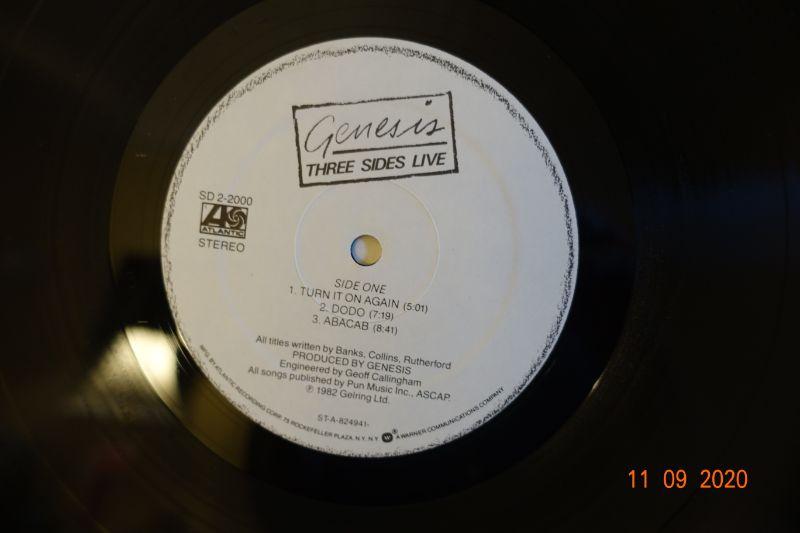 Genesis
THREE SIDES LIVE
SD 2-2000
ATLANTIC
STEREO
SIDE ONE
1. TURN IT ON AGAIN (5:01)
2. DODO (7:19)
3. ABACAB (8:41)
All titles written by Banks, Collins, Rutherford
PRODUCED BY GENESIS
Engineered by Geoff Callingham
All songs published by Pun Music Inc., ASCAP.
℗ 1982 Gelring Ltd.
ST-A-824941-
MFG. BY ATLANTIC RECORDING CORP. 75 ROCKEFELLER PLAZA, N.Y., N.Y. W ® A WARNER COMMUNICATIONS COMPANY
11 09 2020